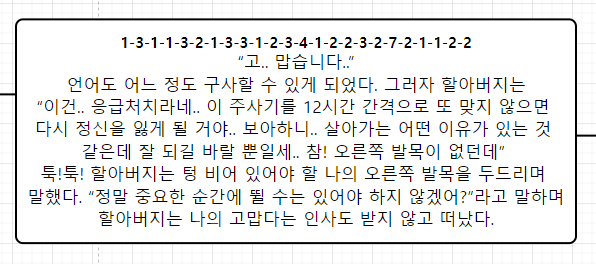 1-3-1-1-3-2-1-3-3-1-2-3-4-1-2-2-3-2-7-2-1-1-2-2
“고.. 맙습니다..”
언어도 어느 정도 구사할 수 있게 되었다. 그러자 할아버지는
“이건.. 응급처치라네.. 이 주사기를 12시간 간격으로 또 맞지 않으면
다시 정신을 잃게 될 거야.. 보아하니.. 살아가는 어떤 이유가 있는 것
같은데 잘 되길 바랄 뿐일세.. 참! 오른쪽 발목이 없던데”
툭!툭! 할아버지는 텅 비어 있어야 할 나의 오른쪽 발목을 두드리며
말했다. “정말 중요한 순간에 뛸 수는 있어야 하지 않겠어?”라고 말하며
할아버지는 나의 고맙다는 인사도 받지 않고 떠났다.